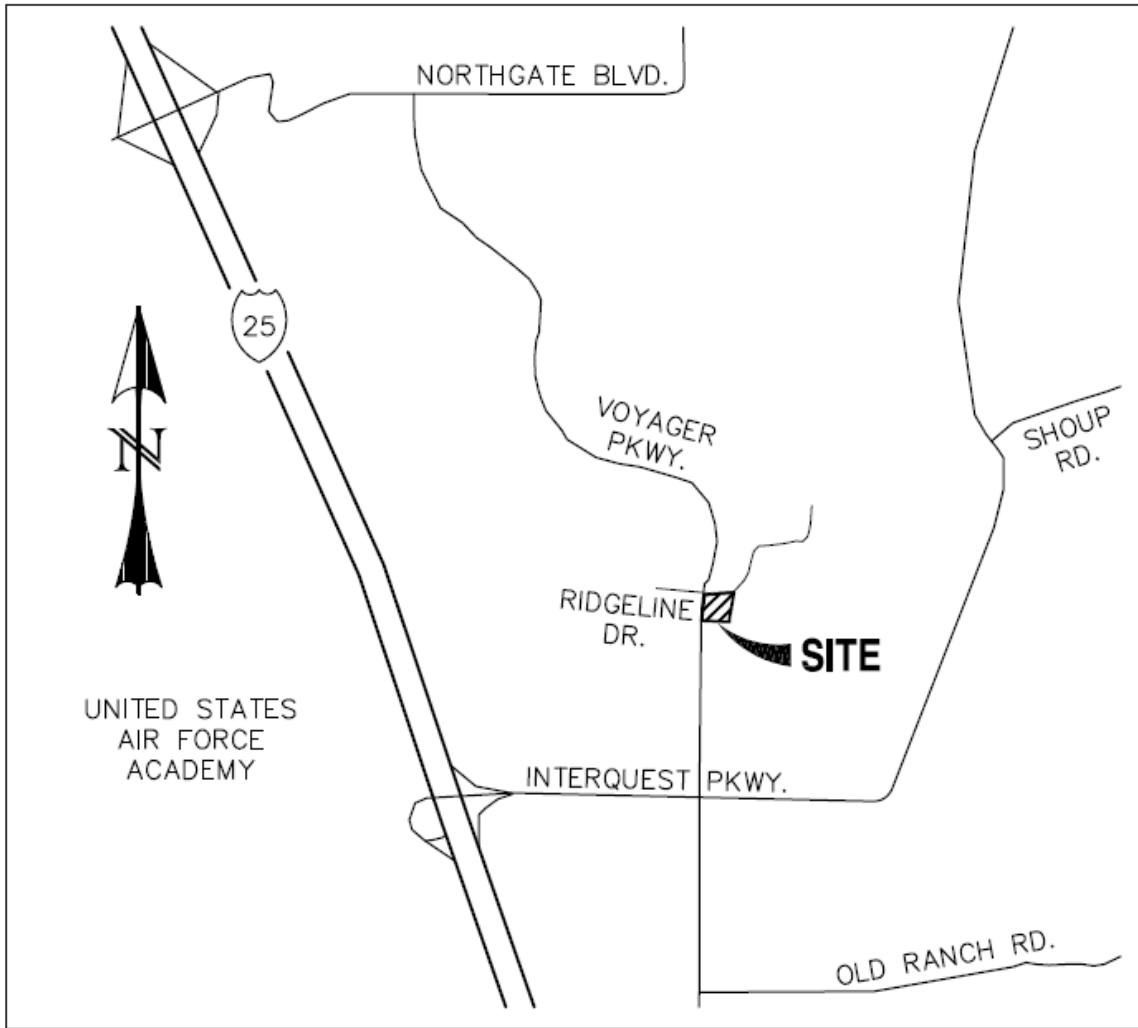 NORTHGATE BLVD.
25
VOYAGER
PKWY.
SHOUP
RD.
N
RIDGELINE
DR.
SITE
UNITED STATES
AIR FORCE
ACADEMY
INTERQUEST PKWY.
OLD RANCH RD.